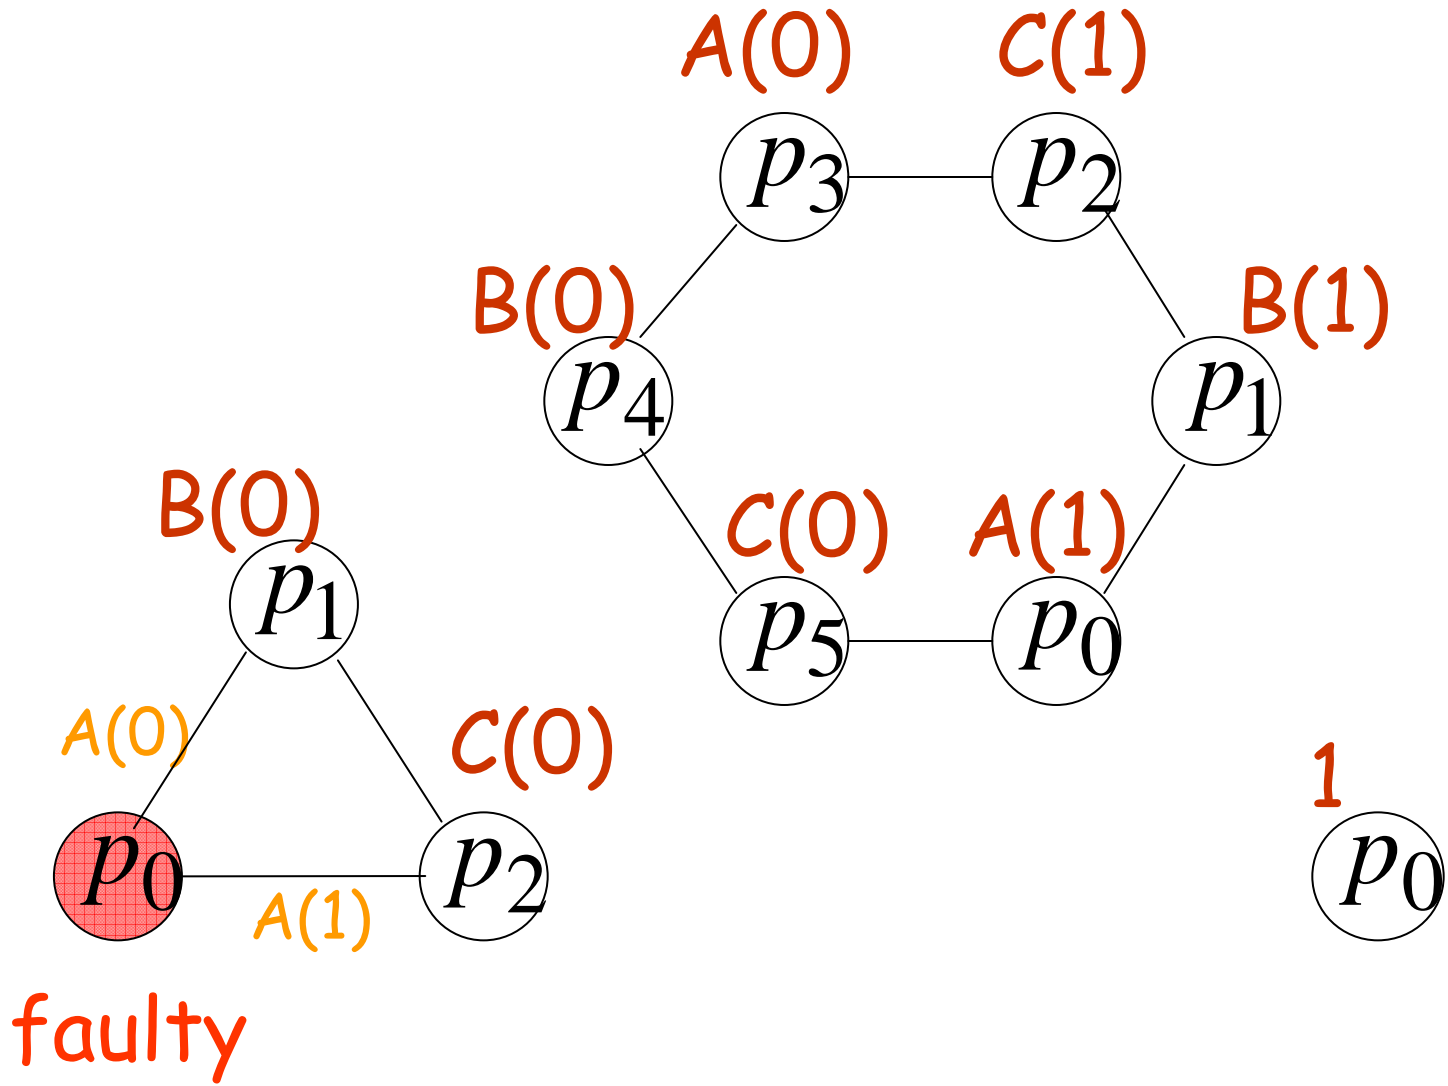 A(0) C(1)
p3 p2
B(0) B(1)
p4 p1
B(0) C(0) A(1)
p1 p5 p0
A(0) C(0) 1
p0 p2 p0
A(1)
faulty